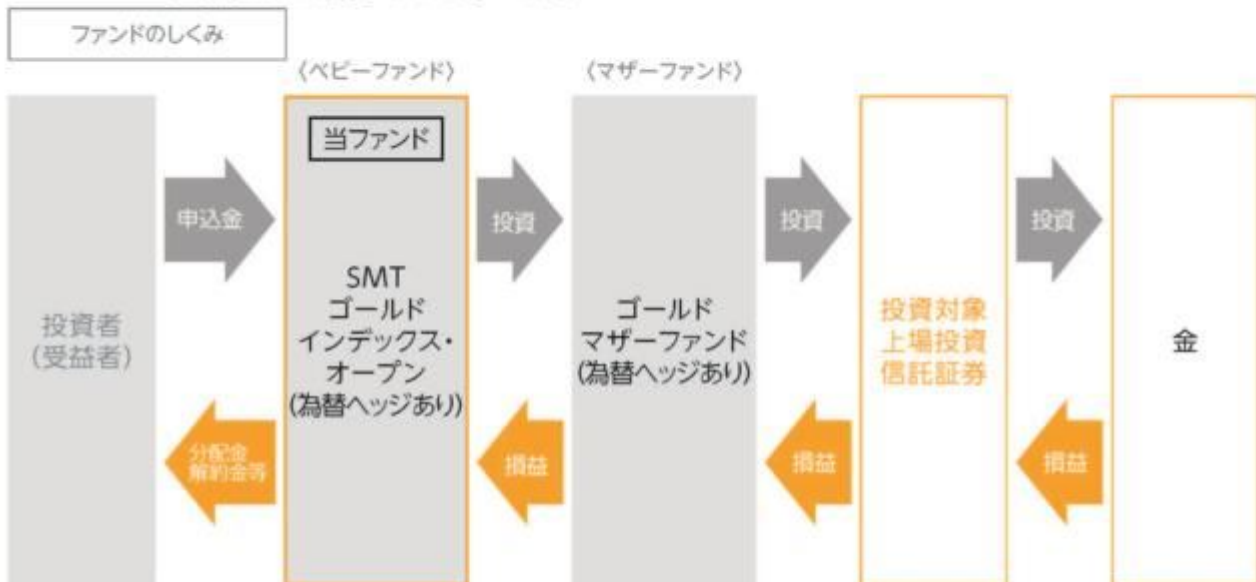 ファンドのしくみ
〈ベビーファンド〉
〈マザーファンド〉
投資者
(受益者)
申込金
分配金
解約金等
当ファンド
SMT
ゴールド
インデックス・
オープン
(為替ヘッジあり)
投資
損益
ゴールド
マザーファンド
(為替ヘッジあり)
投資
損益
投資対象
上場投資
信託証券
投資
損益
金